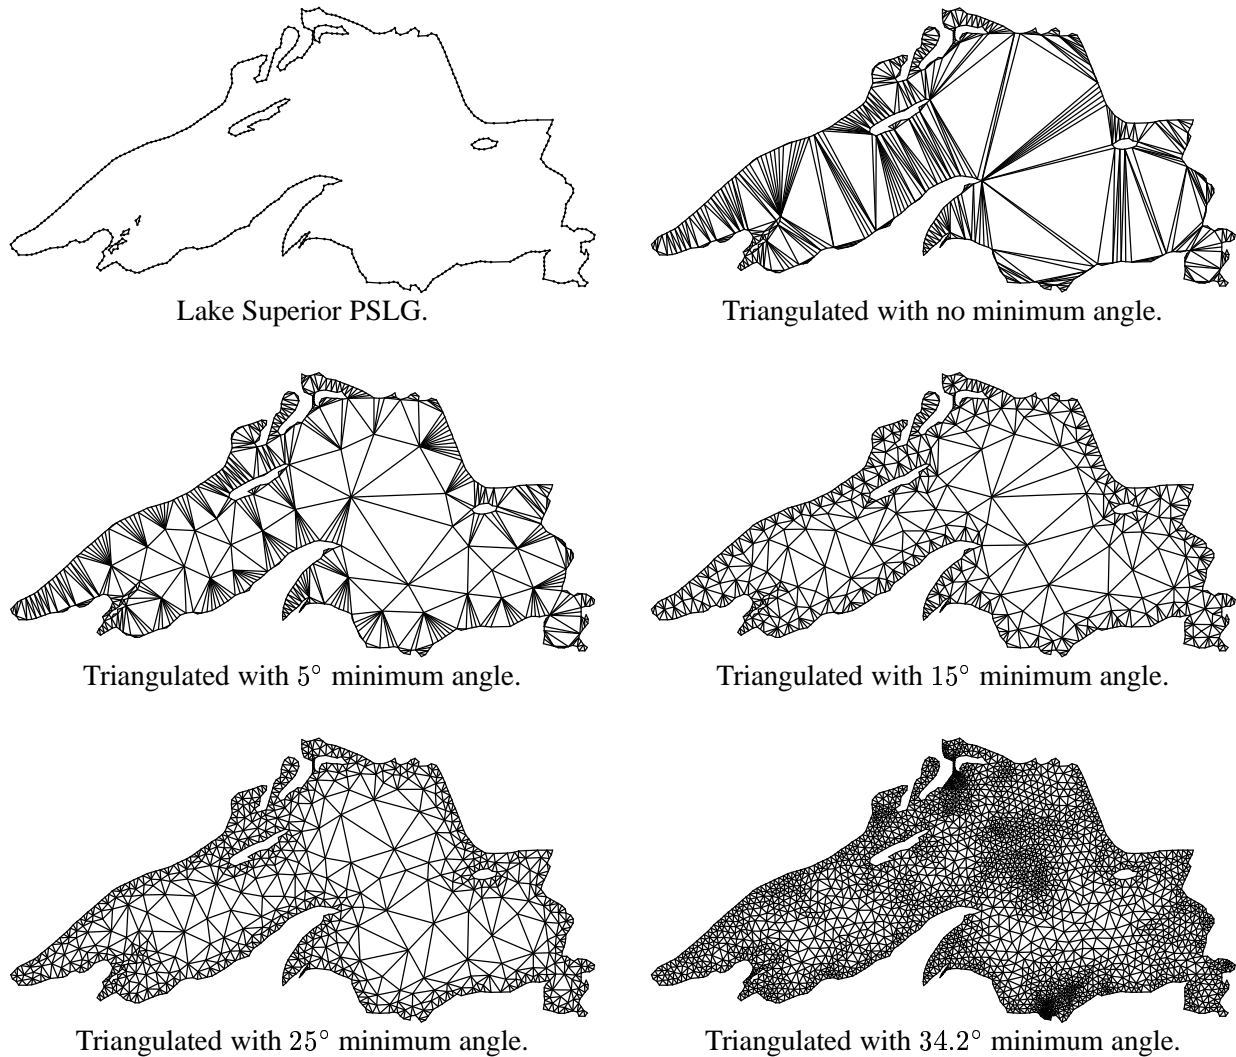 Lake Superior PSLG.
Triangulated with no minimum angle.
Triangulated with 5° minimum angle.
Triangulated with 15° minimum angle.
Triangulated with 25° minimum angle.
Triangulated with 34.2° minimum angle.